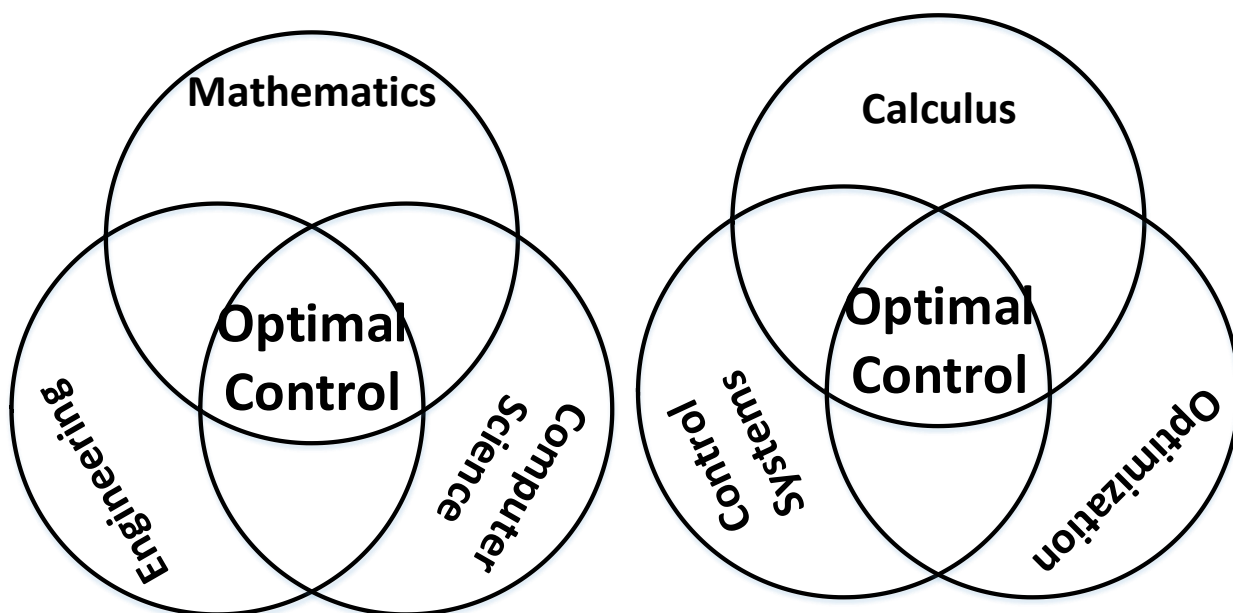 Mathematics
Optimal
Control
Engineering
Computer
Science
Calculus
Optimal
Control
Control
Systems
Optimization